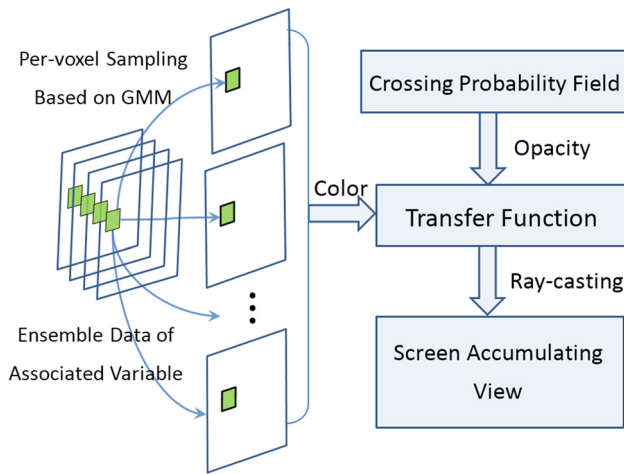 Per-voxel Sampling
Based on GMM
Ensemble Data of
Associated Variable
Color
Crossing Probability Field
Opacity
Transfer Function
Ray-casting
Screen Accumulating
View